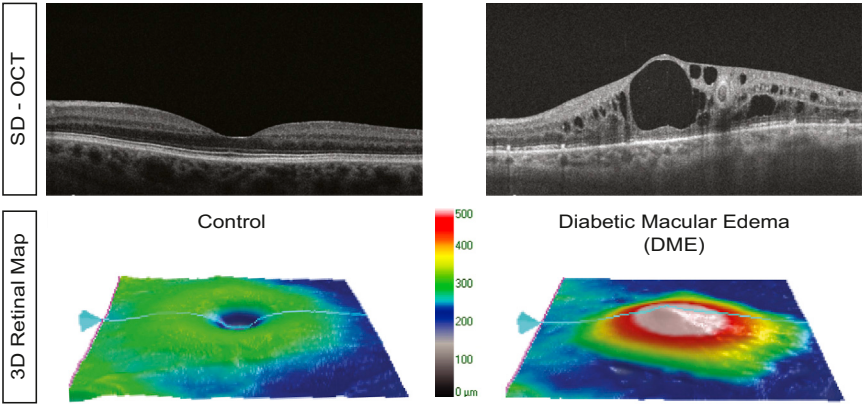 SD - OCT
Control
Diabetic Macular Edema
(DME)
3D Retinal Map
500
400
300
200
100
0 µm